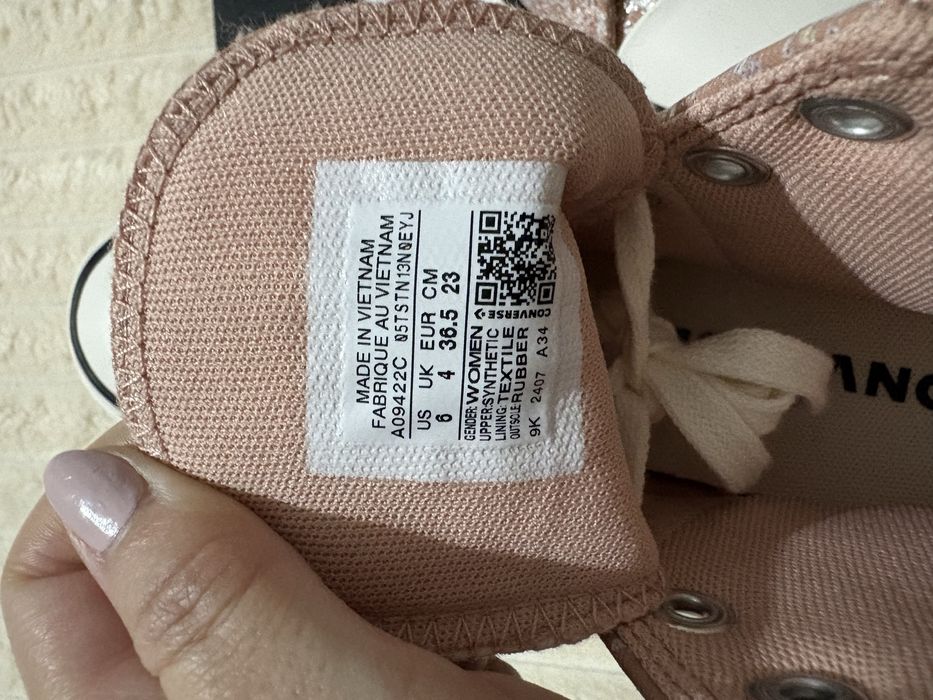 MADE IN VIETNAM
FABRIQUE AU VIETNAM
A09422C 05TSTN13N0EYJ
US UK EUR CM
6 4 36.5 23
GENDER:WOMEN
UPPER:SYNTHETIC
LINING:TEXTILE
OUTSOLE:RUBBER
9K 2407 A34
CONVERSE